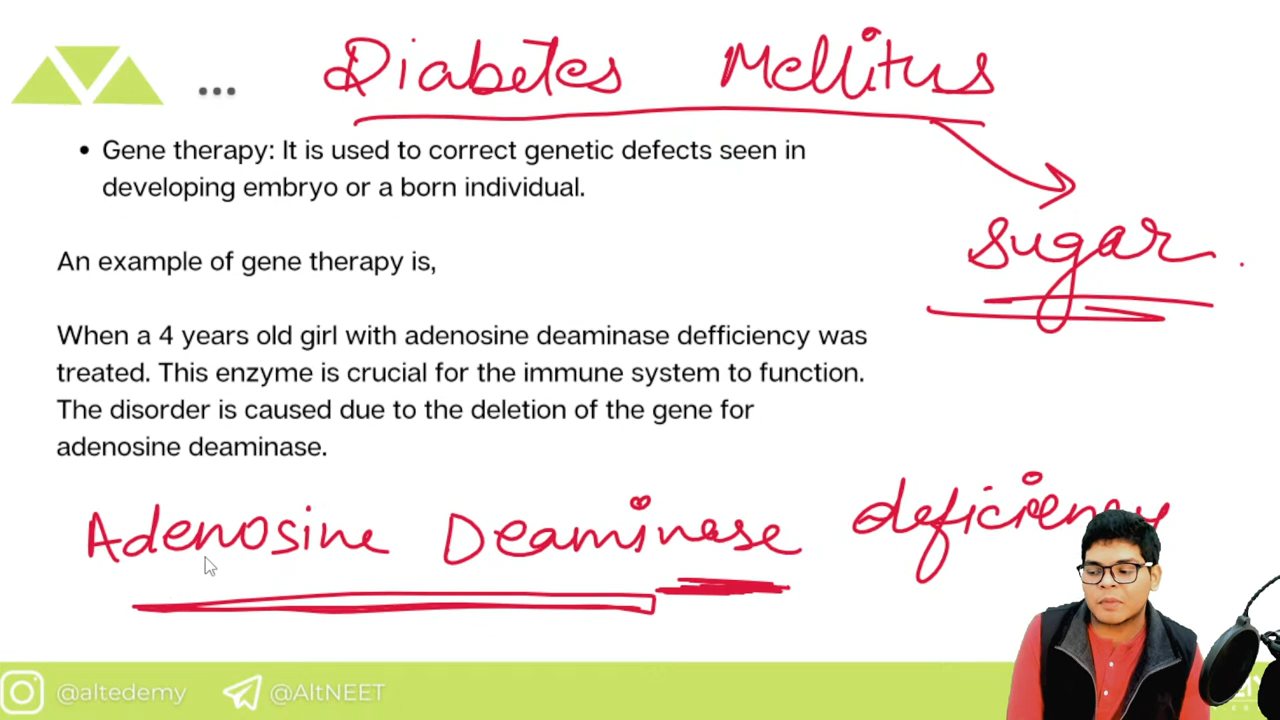 Diabetes Mellitus
...
• Gene therapy: It is used to correct genetic defects seen in
developing embryo or a born individual.
sugar.
An example of gene therapy is,
When a 4 years old girl with adenosine deaminase defficiency was
treated. This enzyme is crucial for the immune system to function.
The disorder is caused due to the deletion of the gene for
adenosine deaminase.
Adenosine Deaminase deficiency
@altedemy @AltNEET